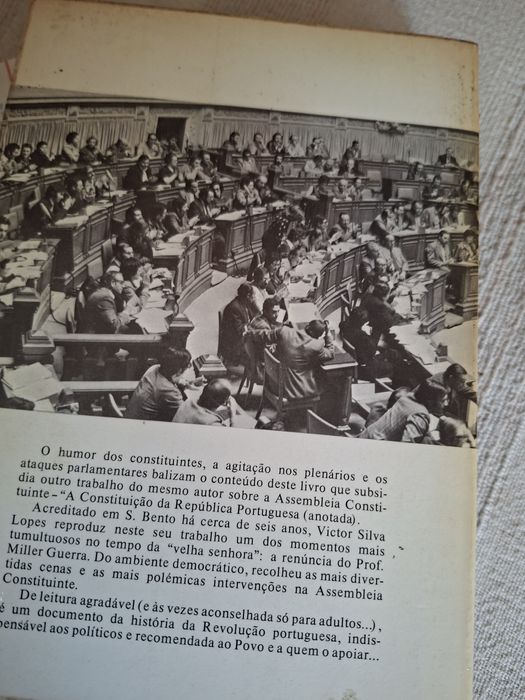 O humor dos constituintes, a agitação nos plenários e os
ataques parlamentares balizam o conteúdo deste livro que subsi-
dia outro trabalho do mesmo autor sobre a Assembleia Consti-
tuinte – "A Constituição da República Portuguesa (anotada).
Acreditado em S. Bento há cerca de seis anos, Victor Silva
Lopes reproduz neste seu trabalho um dos momentos mais
tumultuosos no tempo da "velha senhora": a renúncia do Prof.
Miller Guerra. Do ambiente democrático, recolheu as mais diver-
tidas cenas e as mais polémicas intervenções na Assembleia
Constituinte.
De leitura agradável (e às vezes aconselhada só para adultos...),
é um documento da história da Revolução portuguesa, indis-
pensável aos políticos e recomendada ao Povo e a quem o apoiar...